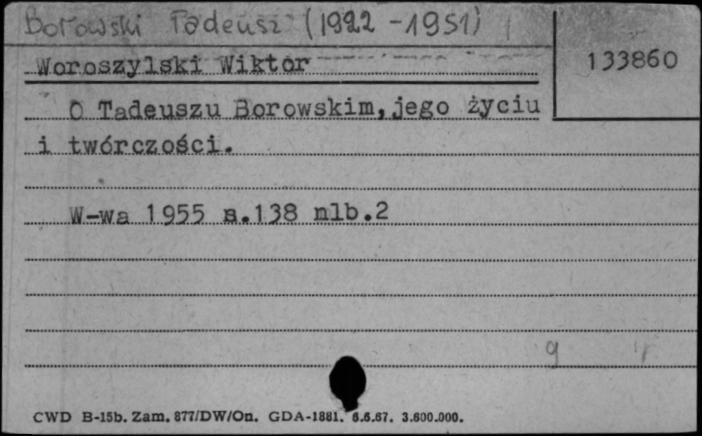 Borowski Tadeusz (1922-1951)
Woroszylski Wiktor
133860
O Tadeuszu Borowskim, jego życiu
i twórczości.
W-wa 1955 s.138 nlb.2
9
CWD B-15b. Zam. 877/DW/On. GDA-1881. 6.6.67. 3.600.000.